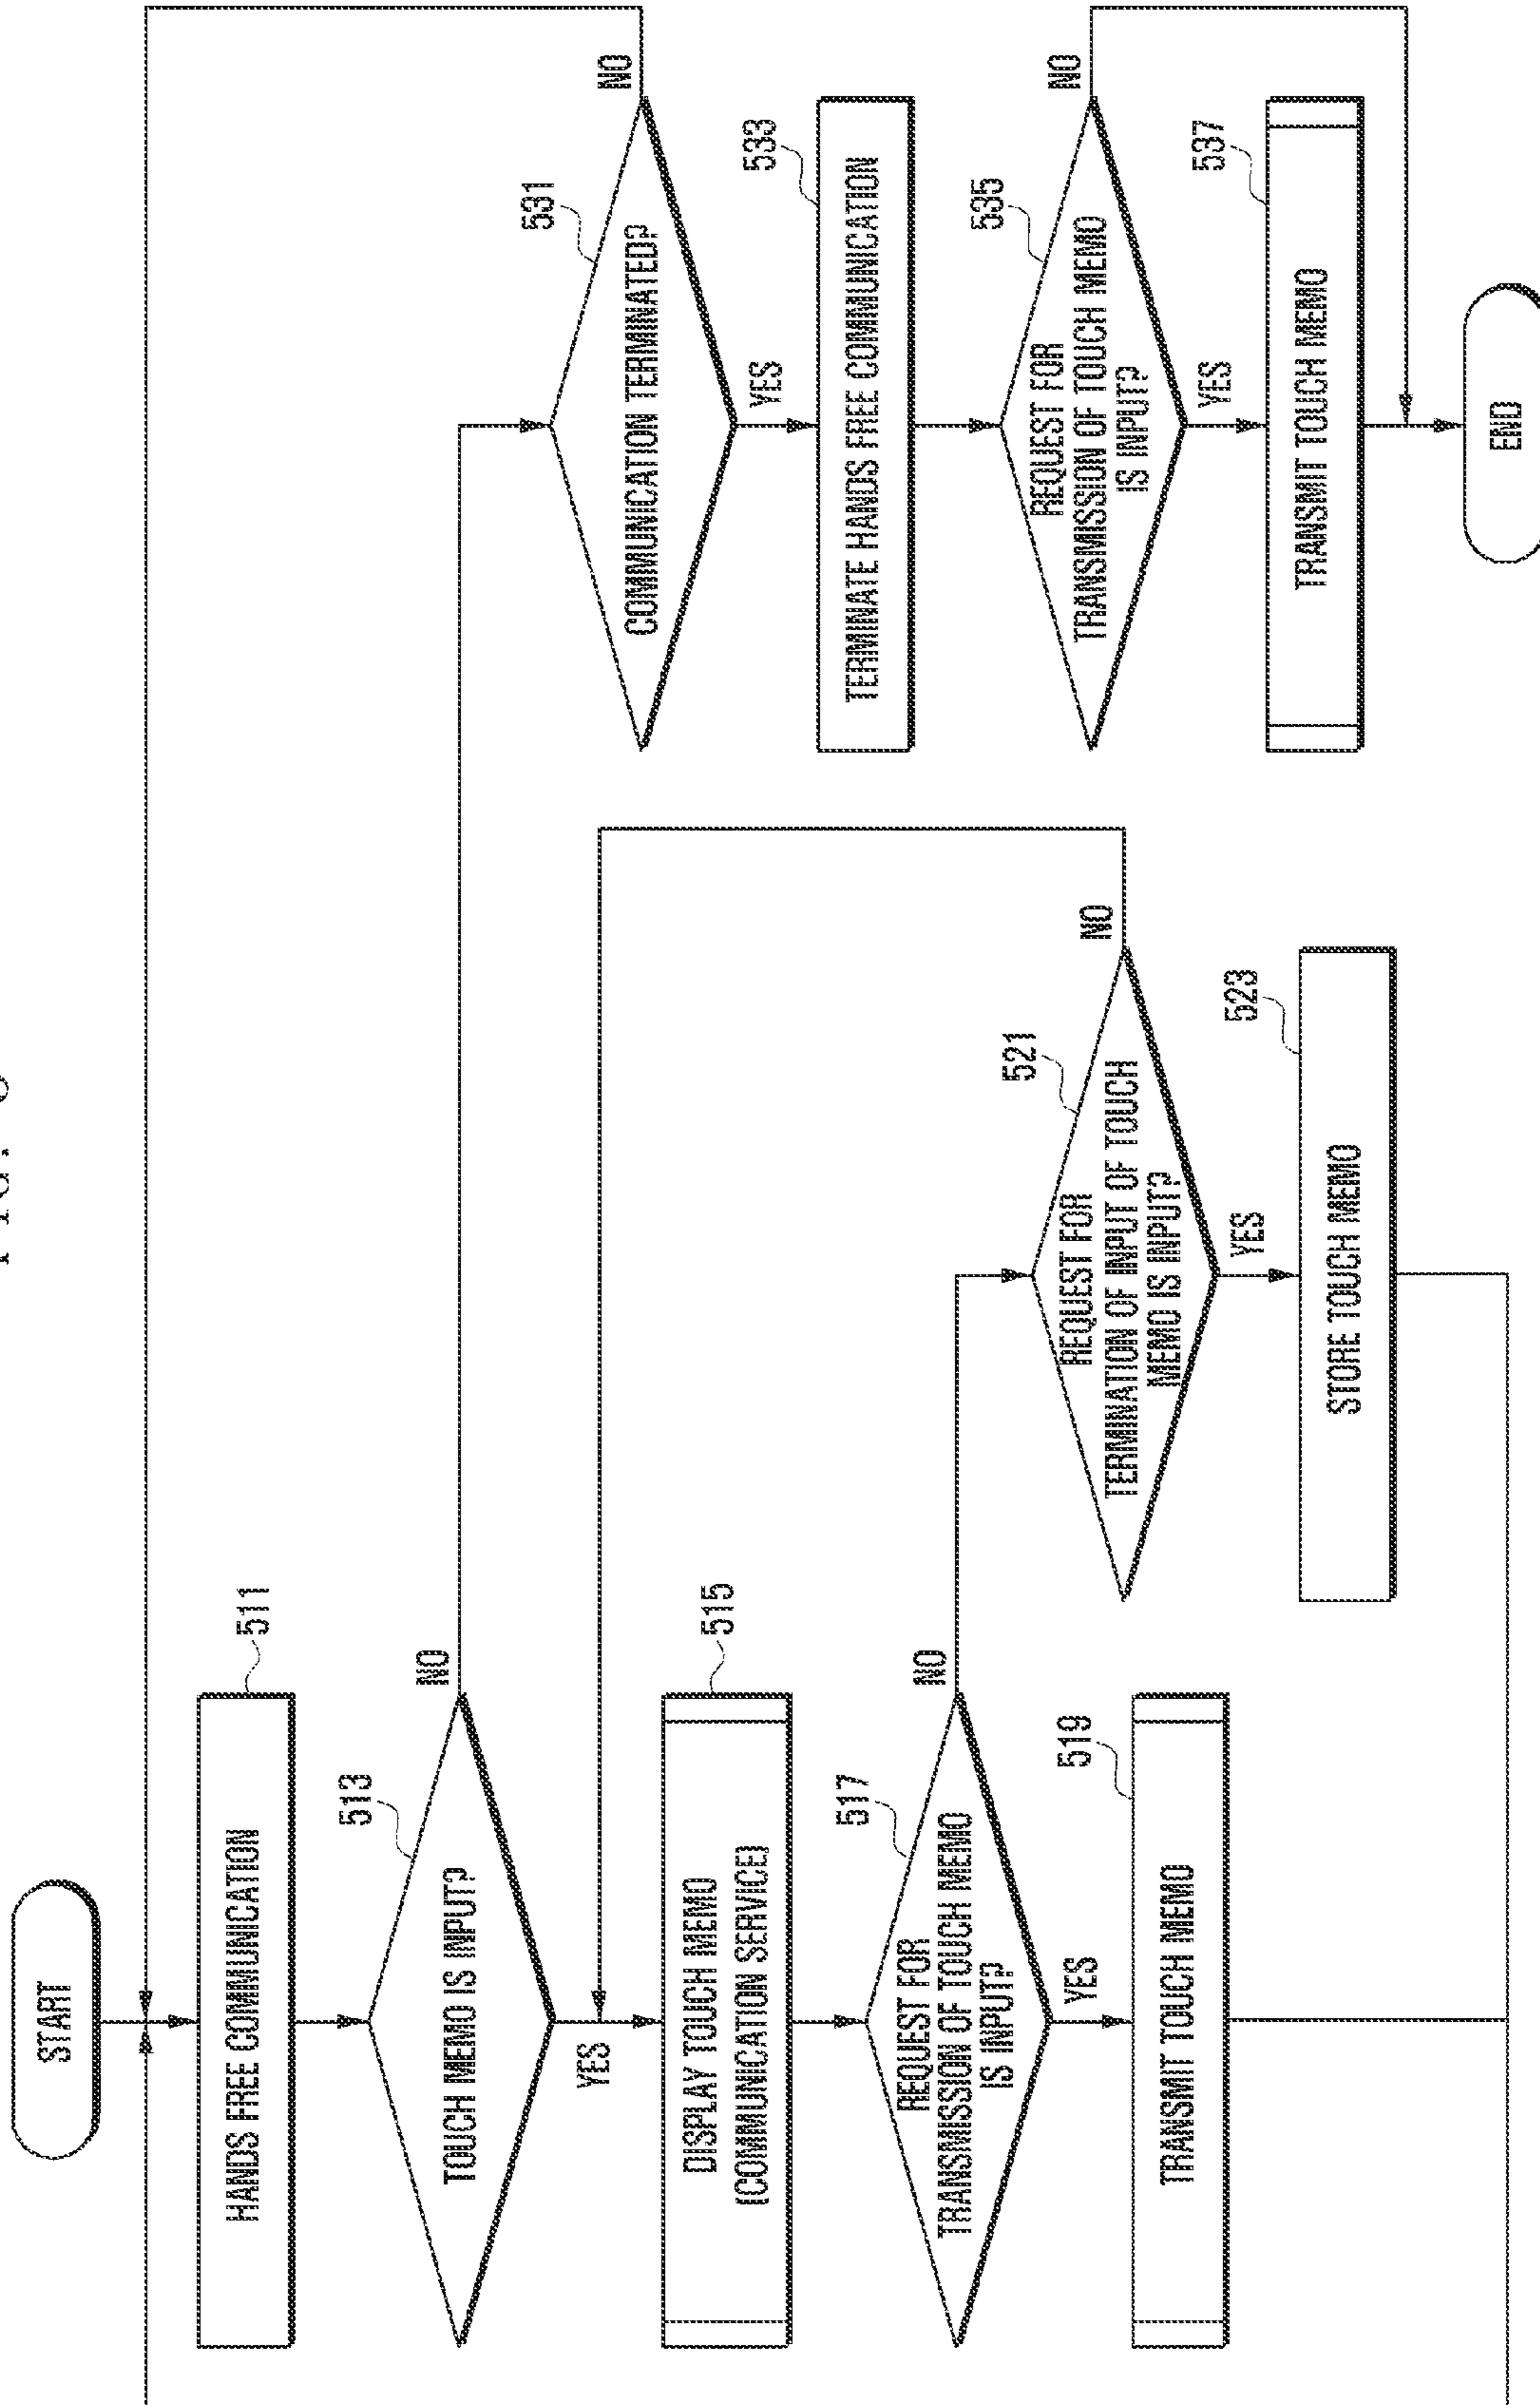 FIG.
START
HANDS FREE COMMUNICATION
511
TOUCH MEMO IS INPUT?
513
NO
YES
DISPLAY TOUCH MEMO
(COMMUNICATION SERVICE)
515
REQUEST FOR
TRANSMISSION OF TOUCH MEMO
IS INPUT?
517
NO
YES
TRANSMIT TOUCH MEMO
519
REQUEST FOR
TERMINATION OF INPUT OF TOUCH
MEMO IS INPUT?
521
NO
YES
STORE TOUCH MEMO
523
COMMUNICATION TERMINATED?
531
NO
YES
TERMINATE HANDS FREE COMMUNICATION
533
REQUEST FOR
TRANSMISSION OF TOUCH MEMO
IS INPUT?
535
NO
YES
TRANSMIT TOUCH MEMO
537
END